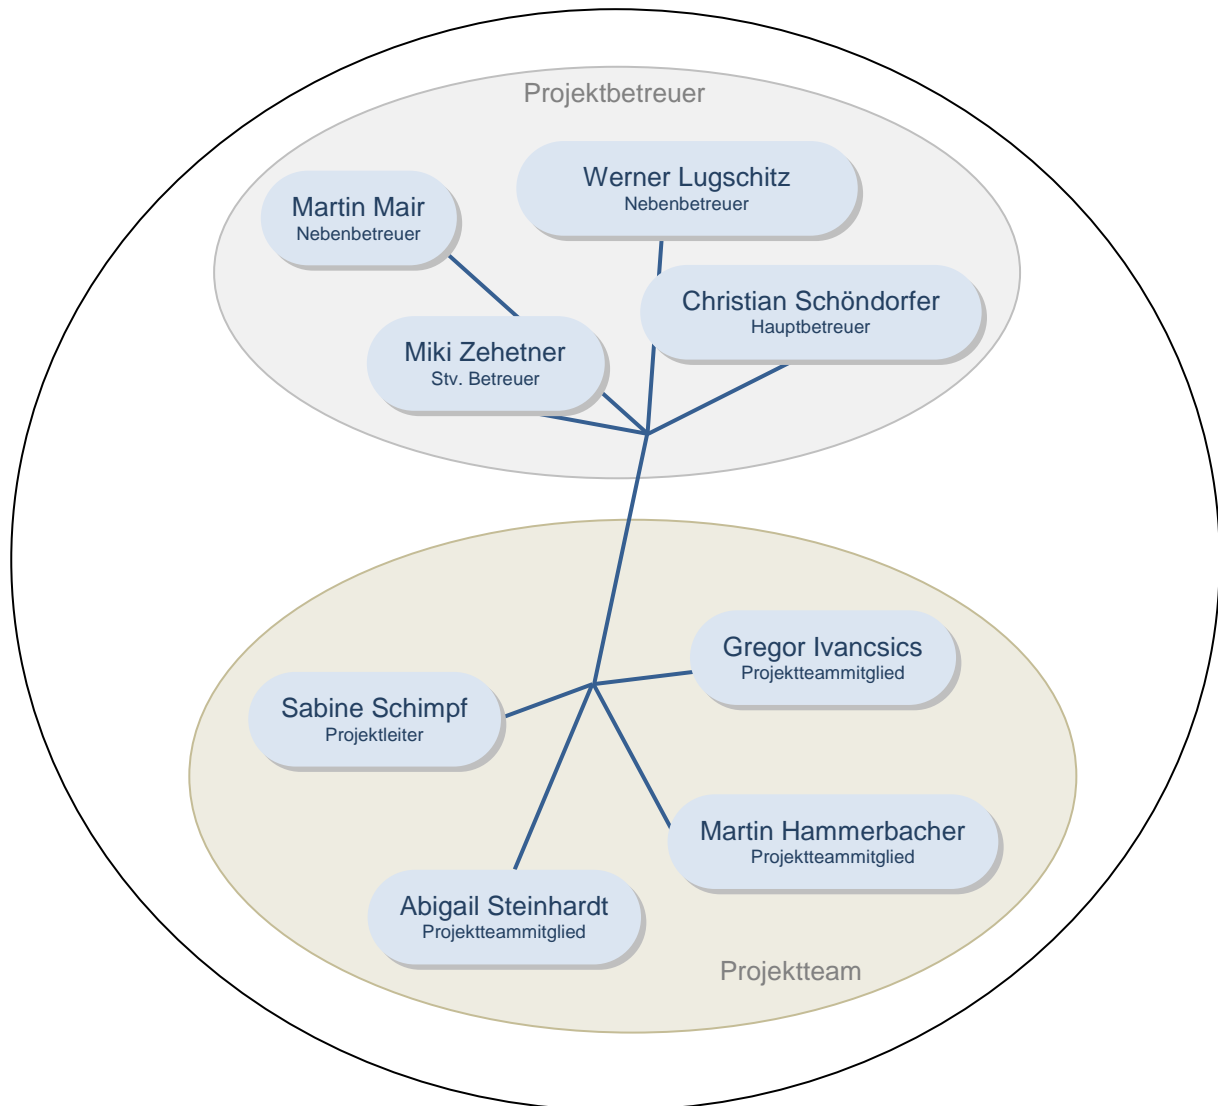 Projektbetreuer
Werner Lugschitz
Nebenbetreuer
Martin Mair
Nebenbetreuer
Christian Schöndorfer
Hauptbetreuer
Miki Zehetner
Stv. Betreuer
Gregor Ivancsics
Projektteammitglied
Sabine Schimpf
Projektleiter
Martin Hammerbacher
Projektteammitglied
Abigail Steinhardt
Projektteammitglied
Projektteam